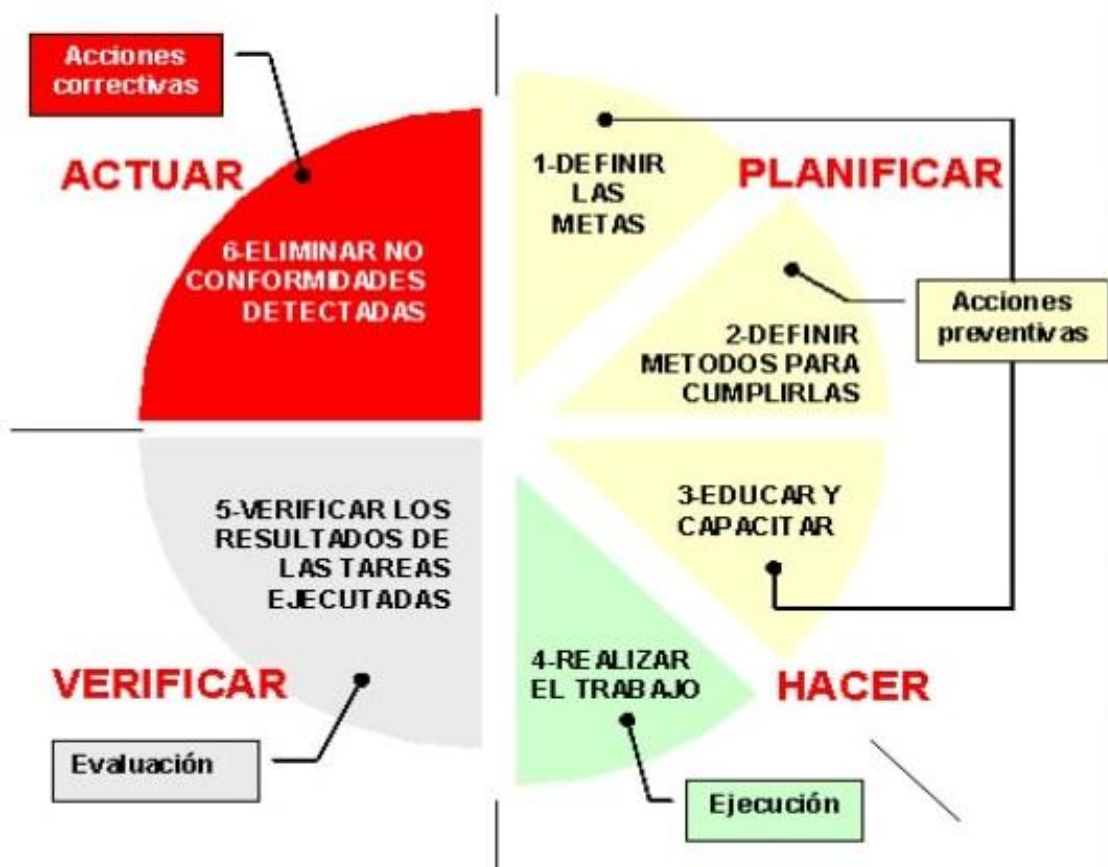 Acciones
correctivas
ACTUAR
6-ELIMINAR NO
CONFORMIDADES
DETECTADAS
1-DEFINIR
LAS
METAS
PLANIFICAR
2-DEFINIR
METODOS PARA
CUMPLIRLAS
Acciones
preventivas
3-EDUCAR Y
CAPACITAR
HACER
4-REALIZAR
EL TRABAJO
Ejecución
5-VERIFICAR LOS
RESULTADOS DE
LAS TAREAS
EJECUTADAS
VERIFICAR
Evaluación